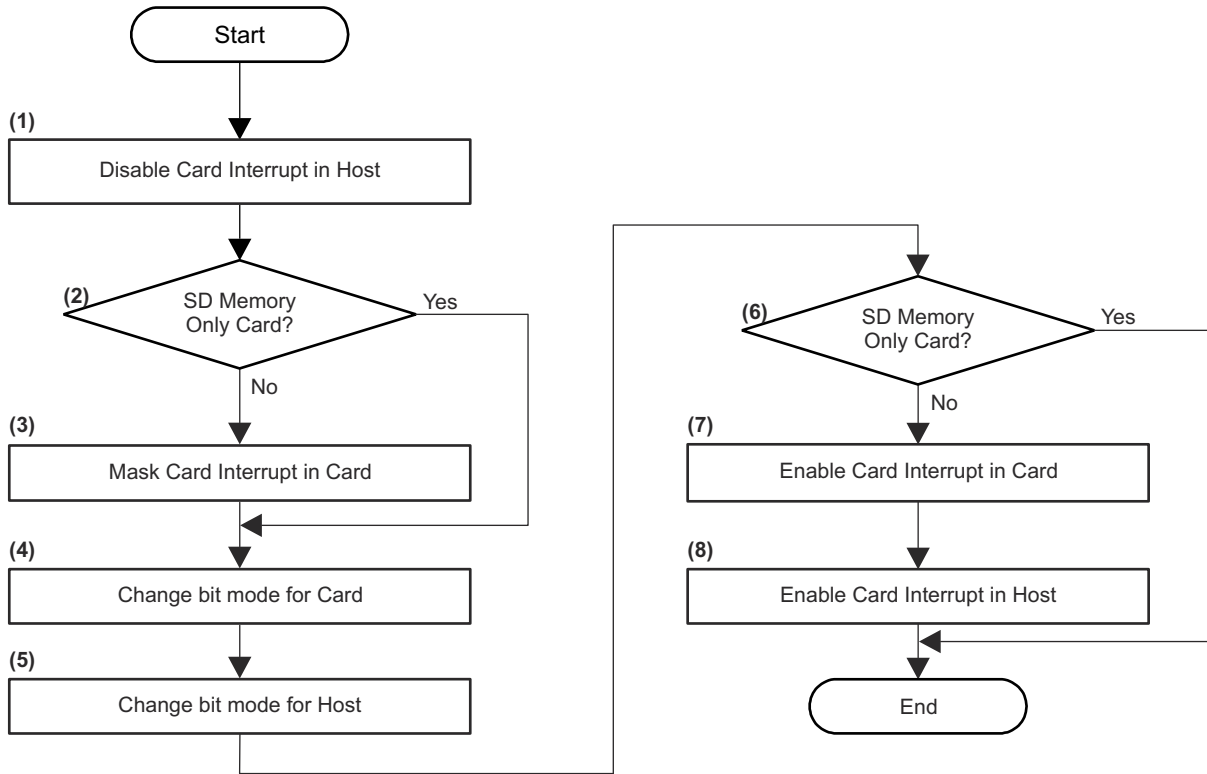 Start
(1)
Disable Card Interrupt in Host
(2)
SD Memory
Only Card?
Yes
No
(3)
Mask Card Interrupt in Card
(4)
Change bit mode for Card
(5)
Change bit mode for Host
(6)
SD Memory
Only Card?
Yes
No
(7)
Enable Card Interrupt in Card
(8)
Enable Card Interrupt in Host
End